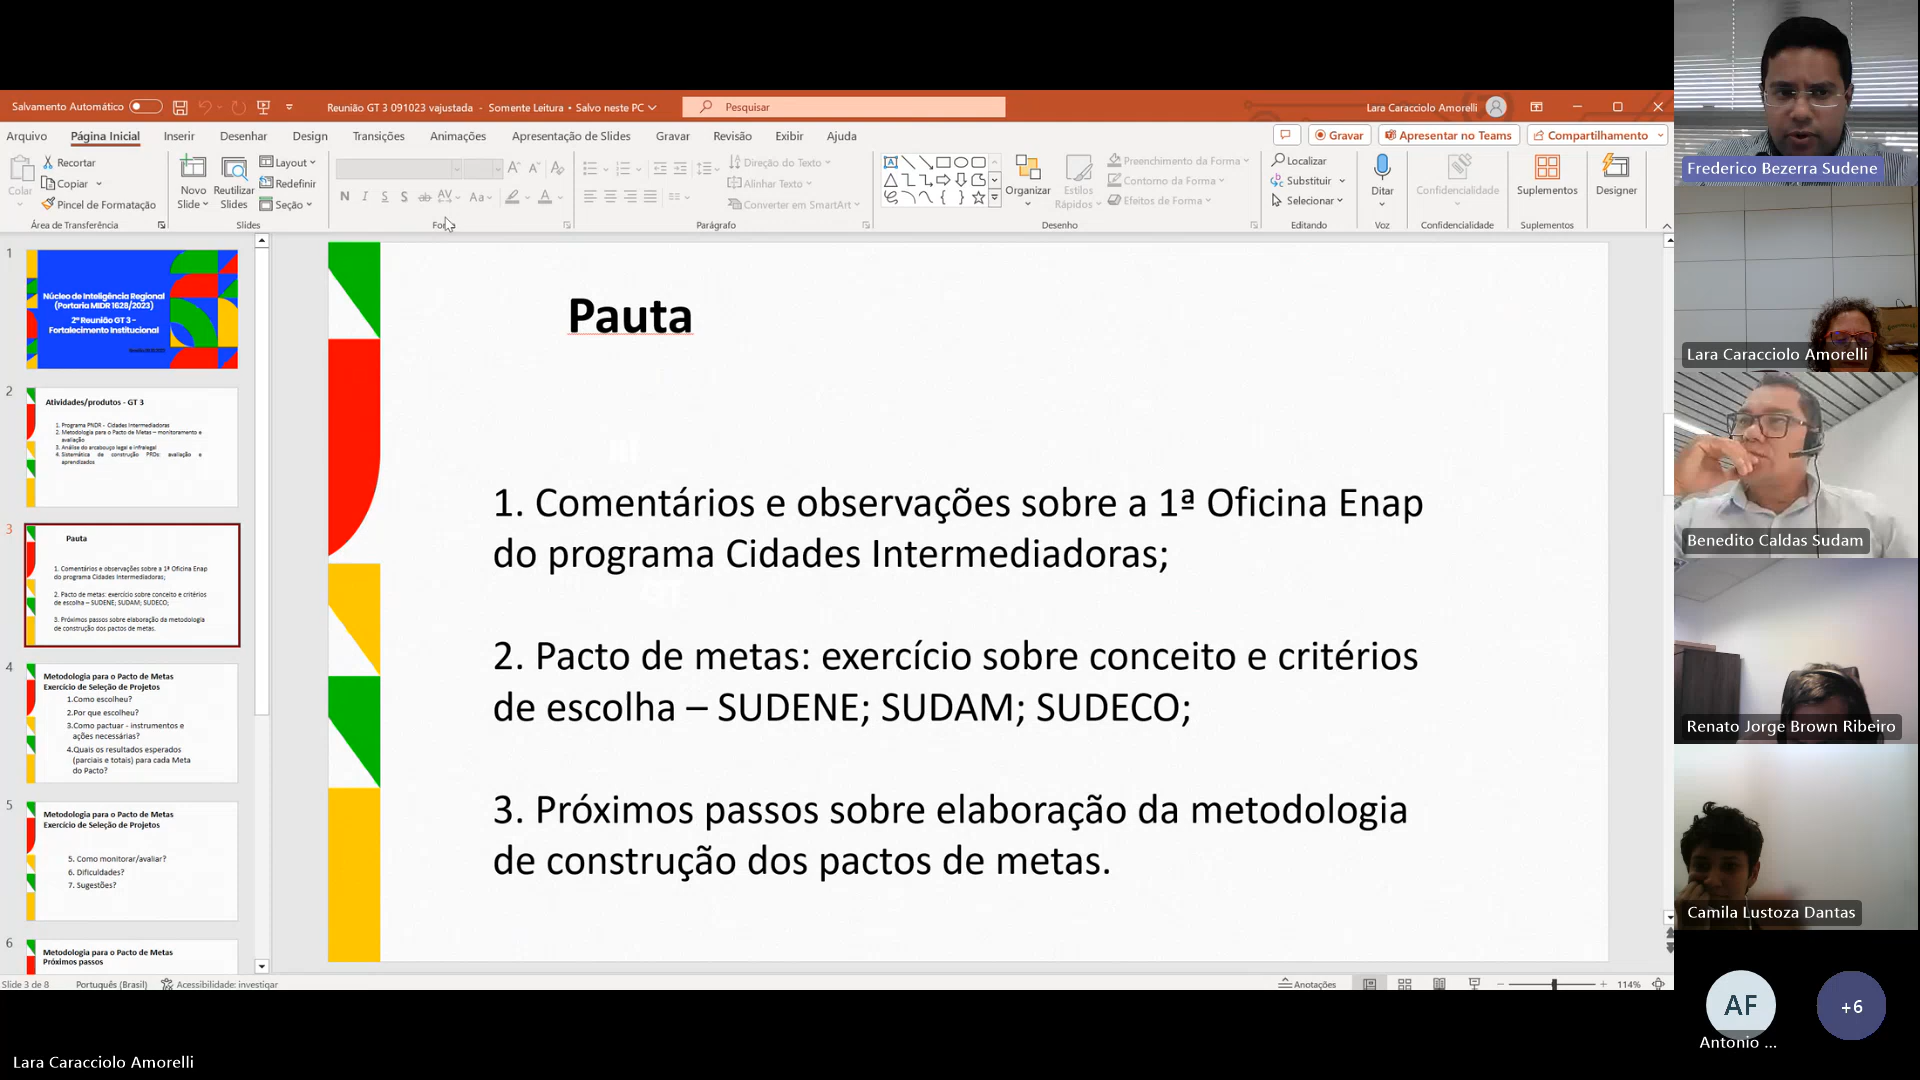 Salvamento Automático
Reunião GT 3 091023 vajustada - Somente Leitura • Salvo neste PC
Pesquisar
Lara Caracciolo Amorelli
Arquivo
Página Inicial
Inserir
Desenhar
Design
Transições
Animações
Apresentação de Slides
Gravar
Revisão
Exibir
Ajuda
Gravar
Apresentar no Teams
Compartilhamento
Colar
Recortar
Copiar
Pincel de Formatação
Área de Transferência
Novo
Slide
Reutilizar
Slides
Layout
Redefinir
Seção
Slides
N I S S ab AV Aa A
Parágrafo
Direção do Texto
Alinhar Texto
Converter em SmartArt
Organizar
Estilos
Rápidos
Preenchimento da Forma
Contorno da Forma
Efeitos de Forma
Desenho
Localizar
Substituir
Selecionar
Editando
Ditar
Voz
Confidencialidade
Confidencialidade
Suplementos
Suplementos
Designer
1
Núcleo de Inteligência Regional
(Portaria MIDR 1628/2023)
2ª Reunião GT 3 -
Fortalecimento Institucional
2
Atividades/produtos - GT 3
1. Programa PNDR - Cidades Intermediadoras
2. Metodologia para o Pacto de Metas – monitoramento e
avaliação
3. Análise do arcabouço legal e infralegal
4. Sistemática de construção PRDs: avaliação e
aprendizados
3
Pauta
1. Comentários e observações sobre a 1ª Oficina Enap
do programa Cidades Intermediadoras;
2. Pacto de metas: exercício sobre conceito e critérios
de escolha – SUDENE; SUDAM; SUDECO;
3. Próximos passos sobre elaboração da metodologia
de construção dos pactos de metas.
4
Metodologia para o Pacto de Metas
Exercício de Seleção de Projetos
1.Como escolheu?
2.Por que escolheu?
3.Como pactuar - instrumentos e
ações necessárias?
4.Quais os resultados esperados
(parciais e totais) para cada Meta
do Pacto?
5
Metodologia para o Pacto de Metas
Exercício de Seleção de Projetos
5. Como monitorar/avaliar?
6. Dificuldades?
7. Sugestões?
6
Metodologia para o Pacto de Metas
Próximos passos
Pauta
1. Comentários e observações sobre a 1ª Oficina Enap
do programa Cidades Intermediadoras;
2. Pacto de metas: exercício sobre conceito e critérios
de escolha – SUDENE; SUDAM; SUDECO;
3. Próximos passos sobre elaboração da metodologia
de construção dos pactos de metas.
Slide 3 de 8
Português (Brasil)
Acessibilidade: investigar
Anotações
114%
Frederico Bezerra Sudene
Lara Caracciolo Amorelli
Benedito Caldas Sudam
Renato Jorge Brown Ribeiro
Camila Lustoza Dantas
AF
Antonio ...
+6
Lara Caracciolo Amorelli